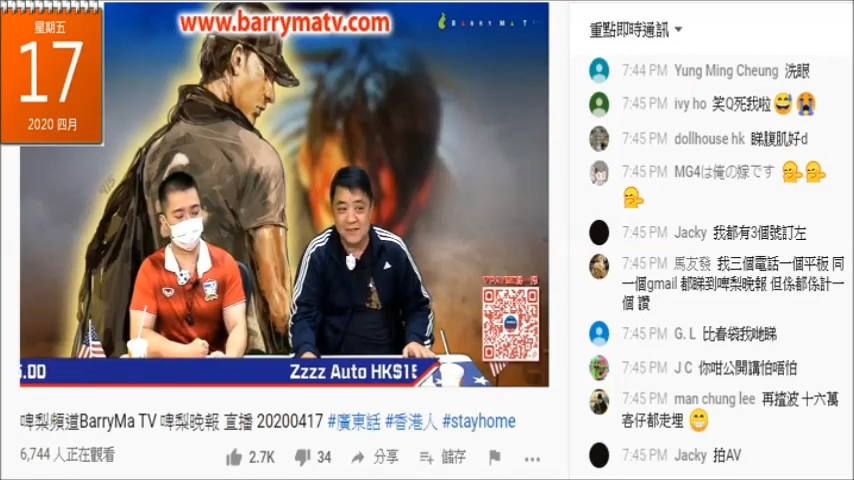 星期五
17
2020 四月
www.barrymatv.com
BARRY MA T
5.00
Zzzz Auto HK$15
啤梨頻道BarryMa TV 啤梨晚報 直播 20200417 #廣東話 #香港人 #stayhome
6,744 人正在觀看
2.7K
34
分享
儲存
重點即時通訊
7:44 PM Yung Ming Cheung 洗眼
7:45 PM ivy ho 笑Q死我啦😅😭
7:45 PM dollhouse hk 睇腹肌好d
7:45 PM MG4は俺の嫁です
7:45 PM Jacky 我都有3個號訂左
7:45 PM 馬友發 我三個電話一個平板 同
一個gmail 都睇到啤梨晚報 但係都係計一
個 讚
7:45 PM G. L 比春袋我哋睇
7:45 PM J C 你咁公開講怕唔怕
7:45 PM man chung lee 再揸波 十六萬
客仔都走埋😁
7:45 PM Jacky 拍AV